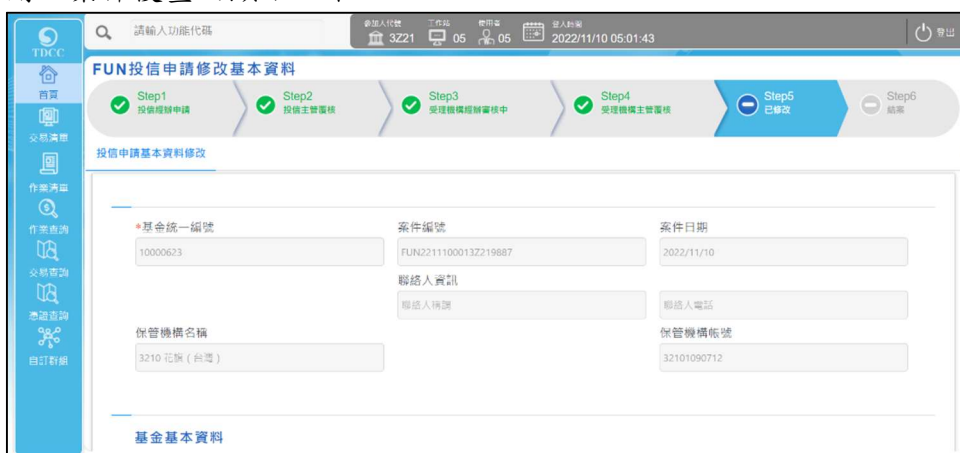 TDCC
請輸入功能代碼
參加人代號 工作站 使用者 登入時間
3Z21 05 05 2022/11/10 05:01:43
登出
首頁
交易清單
作業清單
作業查詢
交易查詢
憑證查詢
自訂群組
FUN投信申請修改基本資料
Step1
投信經辦申請
Step2
投信主管覆核
Step3
受理機構經辦審核中
Step4
受理機構主管覆核
Step5
已修改
Step6
結案
投信申請基本資料修改
*基金統一編號 案件編號 案件日期
10000623 FUN2211100013Z219887 2022/11/10
聯絡人資訊
聯絡人稱謂 聯絡人電話
保管機構名稱 保管機構帳號
3210 花旗(台灣) 32101090712
基金基本資料